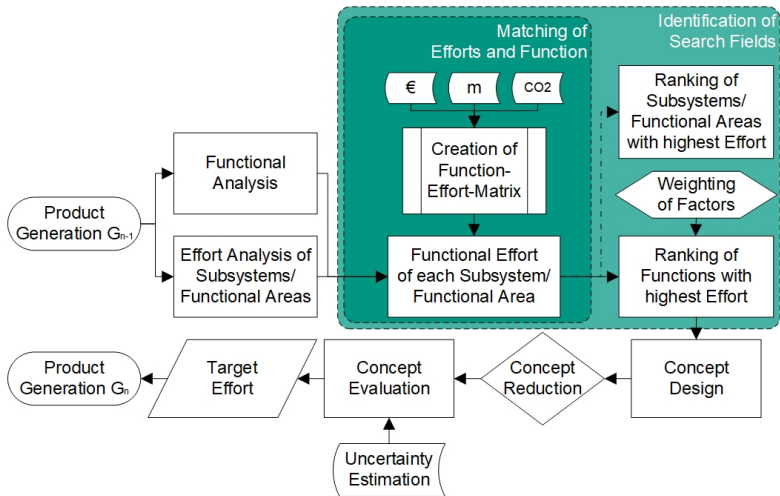 Identification of
Search Fields
Matching of
Efforts and Function
€
m
CO2
Ranking of
Subsystems/
Functional Areas
with highest Effort
Creation of
Function-
Effort-Matrix
Functional
Analysis
Weighting
of Factors
Product
Generation Gn-1
Effort Analysis of
Subsystems/
Functional Areas
Functional Effort
of each Subsystem/
Functional Area
Ranking of
Functions with
highest Effort
Product
Generation Gn
Target
Effort
Concept
Evaluation
Concept
Reduction
Concept
Design
Uncertainty
Estimation